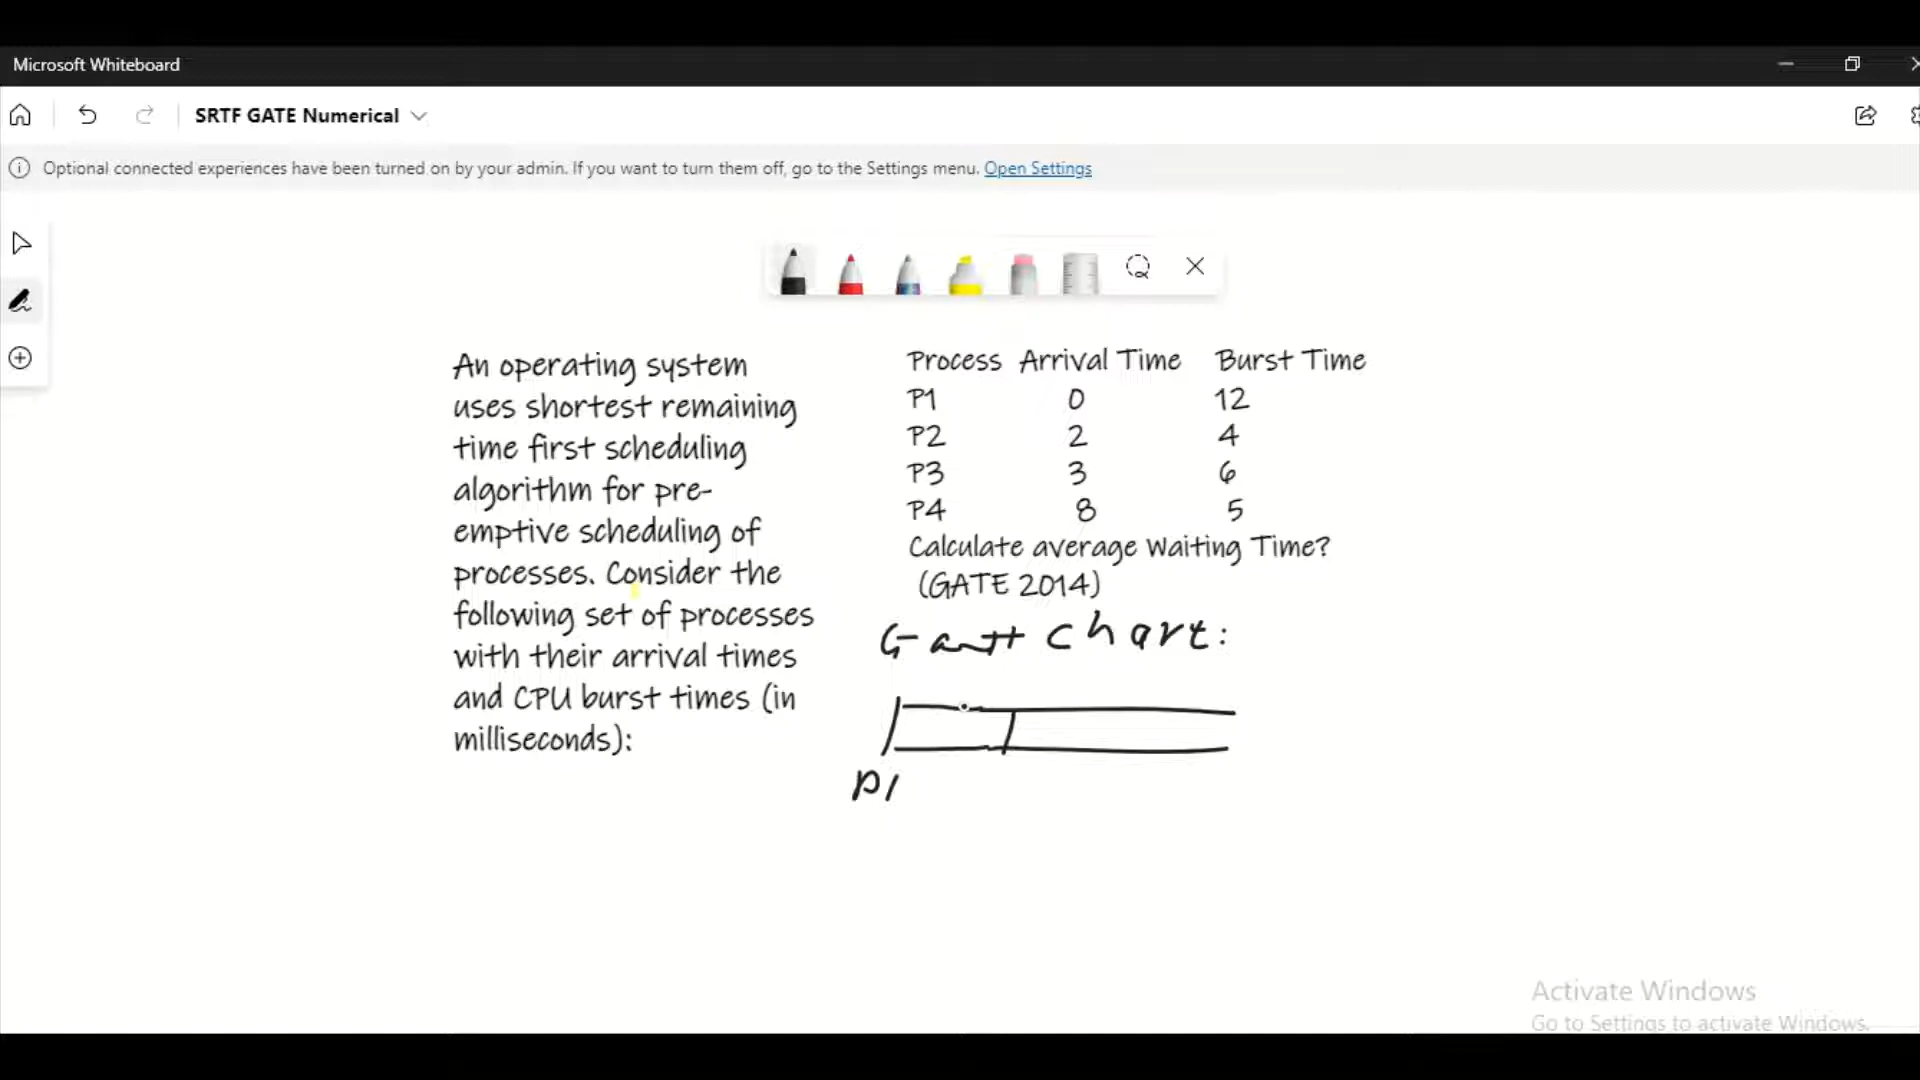 Microsoft Whiteboard
SRTF GATE Numerical
Optional connected experiences have been turned on by your admin. If you want to turn them off, go to the Settings menu. Open Settings
An operating system
uses shortest remaining
time first scheduling
algorithm for pre-
emptive scheduling of
processes. Consider the
following set of processes
with their arrival times
and CPU burst times (in
milliseconds):
Process Arrival Time Burst Time
P1 0 12
P2 2 4
P3 3 6
P4 8 5
Calculate average Waiting Time?
(GATE 2014)
Gantt Chart:
P1
Activate Windows
Go to Settings to activate Windows.